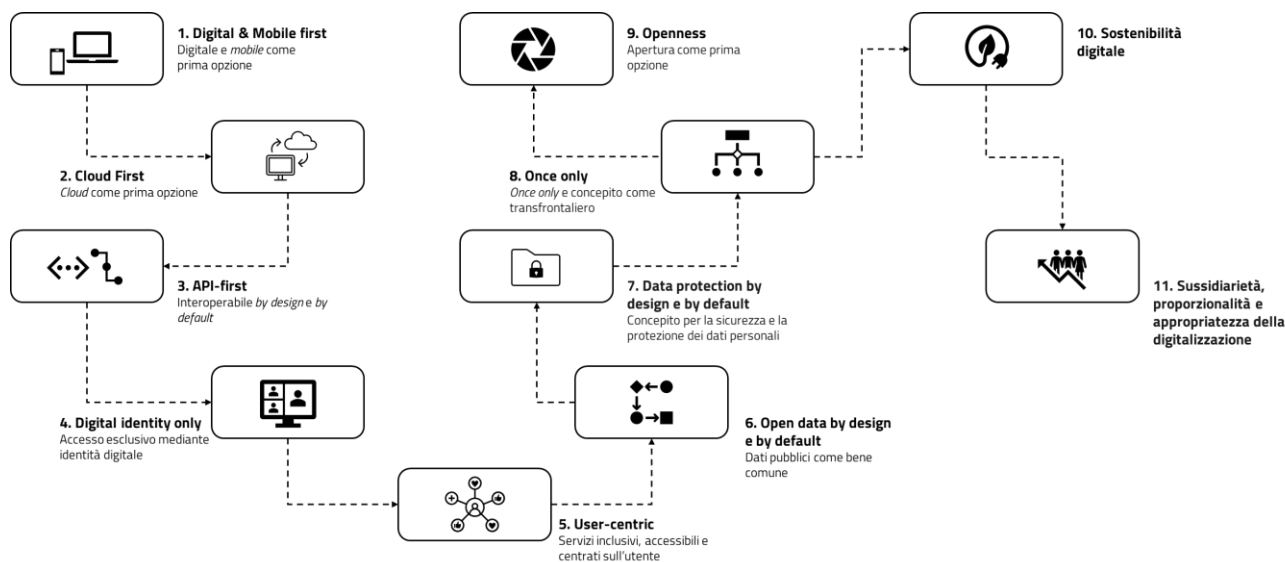 1. Digital & Mobile first
Digitale e mobile come
prima opzione
2. Cloud First
Cloud come prima opzione
3. API-first
Interoperabile by design e by
default
4. Digital identity only
Accesso esclusivo mediante
identità digitale
5. User-centric
Servizi inclusivi, accessibili e
centrati sull'utente
6. Open data by design
e by default
Dati pubblici come bene
comune
7. Data protection by
design e by default
Concepito per la sicurezza e la
protezione dei dati personali
8. Once only
Once only e concepito come
transfrontaliero
9. Openness
Apertura come prima
opzione
10. Sostenibilità
digitale
11. Sussidiarietà,
proporzionalità e
appropriatezza della
digitalizzazione